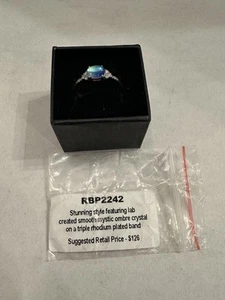 RBP2242
Stunning style featuring lab
created smooth mystic ombre crystal
on a triple rhodium plated band
Suggested Retail Price - $126